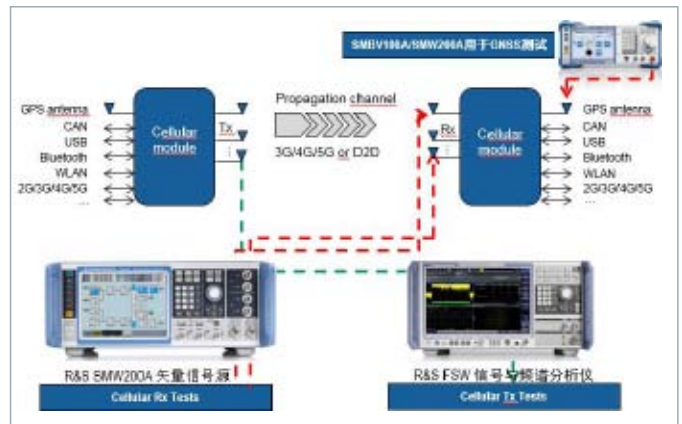 SMBV100A/SMW200A用于GNSS测试
GPS antenna
CAN
USB
Bluetooth
WLAN
2G/3G/4G/5G
...
Cellular
module
Tx
Propagation channel
3G/4G/5G or D2D
Rx
Cellular
module
GPS antenna
CAN
USB
Bluetooth
WLAN
2G/3G/4G/5G
...
R&S BMW200A 矢量信号源
Cellular Rx Tests
R&S FSW 信号与频谱分析仪
Cellular Tx Tests